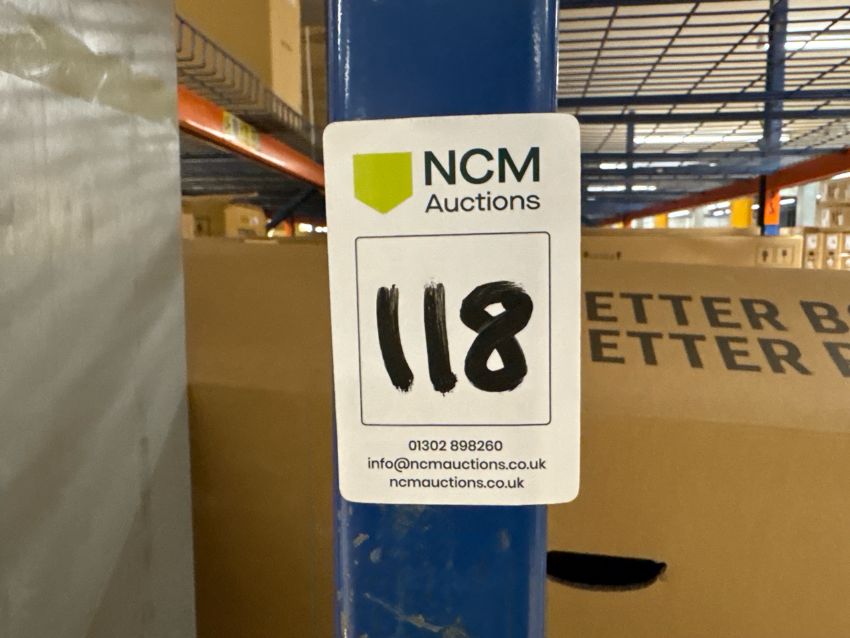 NCM
Auctions
118
01302 898260
info@ncmauctions.co.uk
ncmauctions.co.uk
ETTER B
ETTER